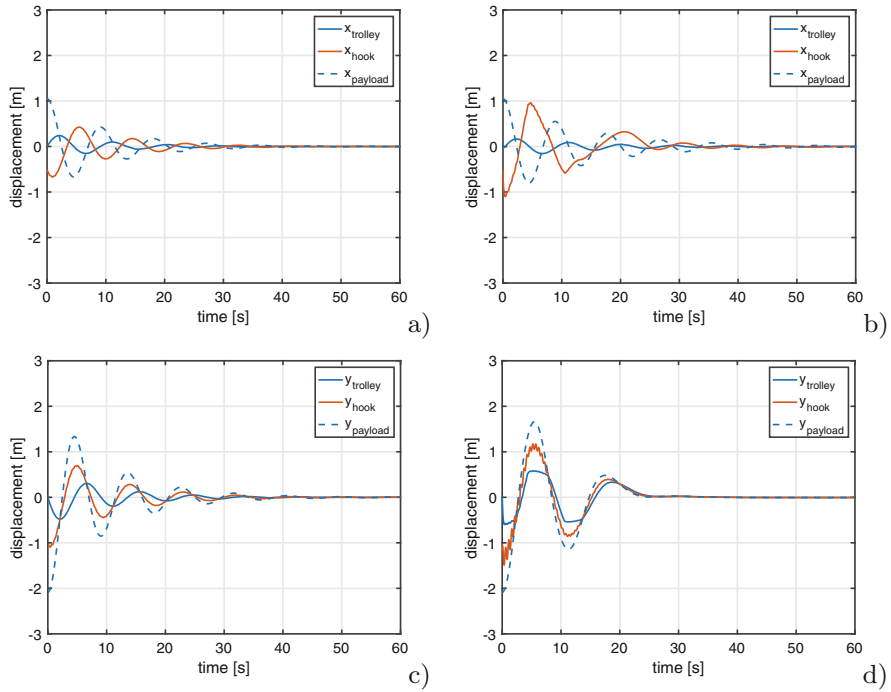 3
2
1
0
-1
-2
-3
displacement [m]
x_trolley
x_hook
x_payload
0 10 20 30 40 50 60
time [s]
a)
3
2
1
0
-1
-2
-3
displacement [m]
x_trolley
x_hook
x_payload
0 10 20 30 40 50 60
time [s]
b)
3
2
1
0
-1
-2
-3
displacement [m]
y_trolley
y_hook
y_payload
0 10 20 30 40 50 60
time [s]
c)
3
2
1
0
-1
-2
-3
displacement [m]
y_trolley
y_hook
y_payload
0 10 20 30 40 50 60
time [s]
d)